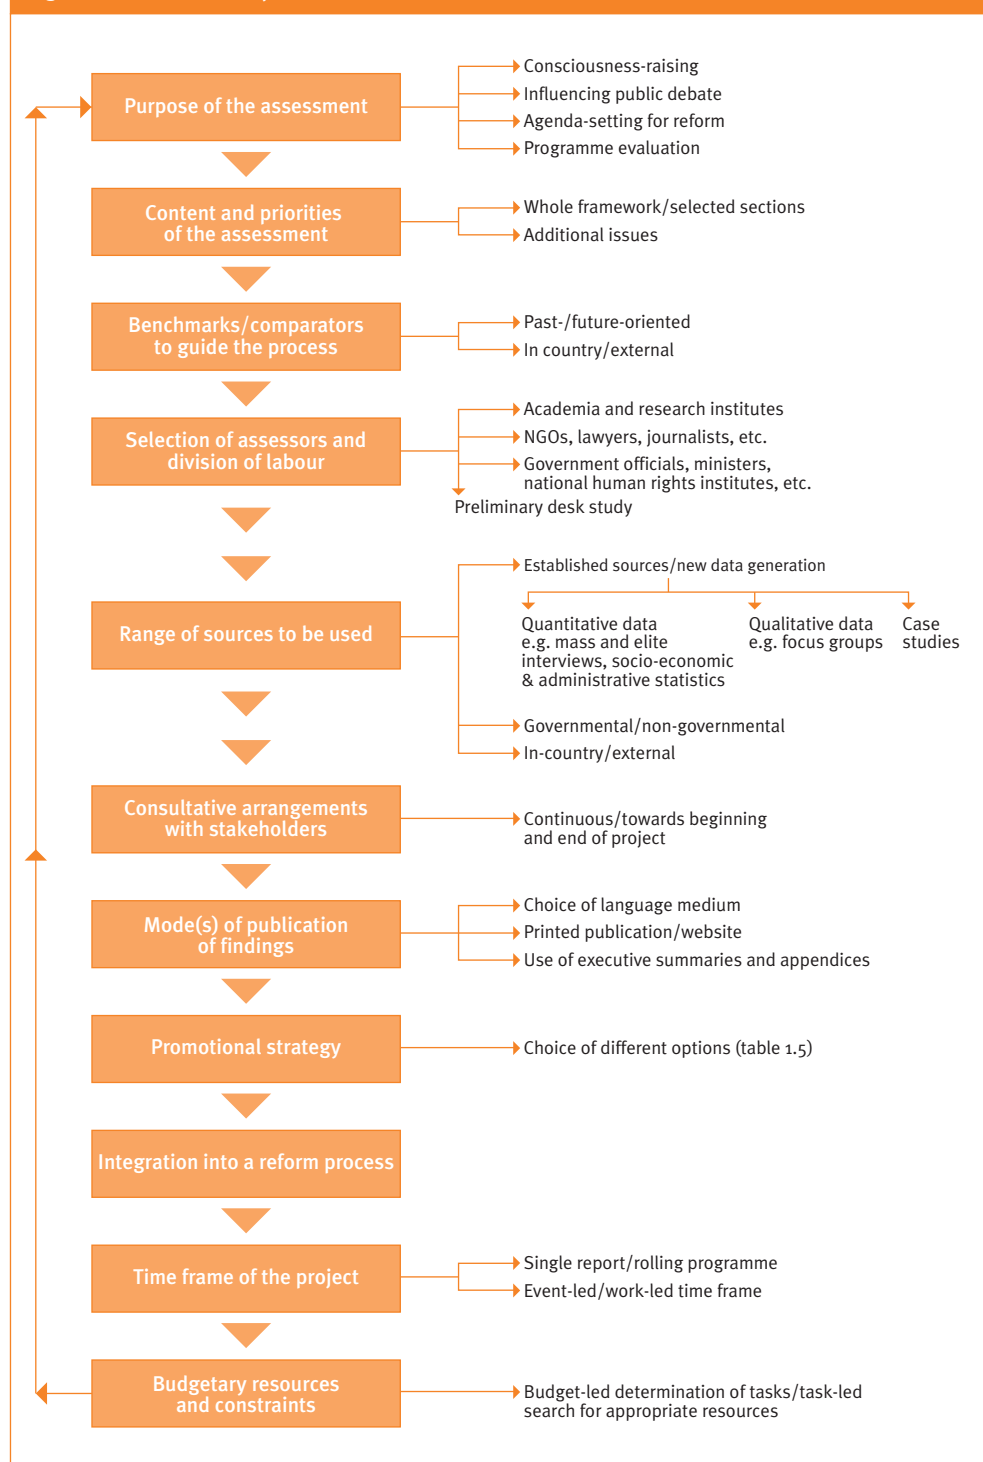 Purpose of the assessment
Consciousness-raising
Influencing public debate
Agenda-setting for reform
Programme evaluation
Content and priorities
of the assessment
Whole framework/selected sections
Additional issues
Benchmarks/comparators
to guide the process
Past-/future-oriented
In country/external
Selection of assessors and
division of labour
Academia and research institutes
NGOs, lawyers, journalists, etc.
Government officials, ministers,
national human rights institutes, etc.
Preliminary desk study
Range of sources to be used
Established sources/new data generation
Quantitative data
e.g. mass and elite
interviews, socio-economic
& administrative statistics
Qualitative data
e.g. focus groups
Case
studies
Governmental/non-governmental
In-country/external
Consultative arrangements
with stakeholders
Continuous/towards beginning
and end of project
Mode(s) of publication
of findings
Choice of language medium
Printed publication/website
Use of executive summaries and appendices
Promotional strategy
Choice of different options (table 1.5)
Integration into a reform process
Time frame of the project
Single report/rolling programme
Event-led/work-led time frame
Budgetary resources
and constraints
Budget-led determination of tasks/task-led
search for appropriate resources